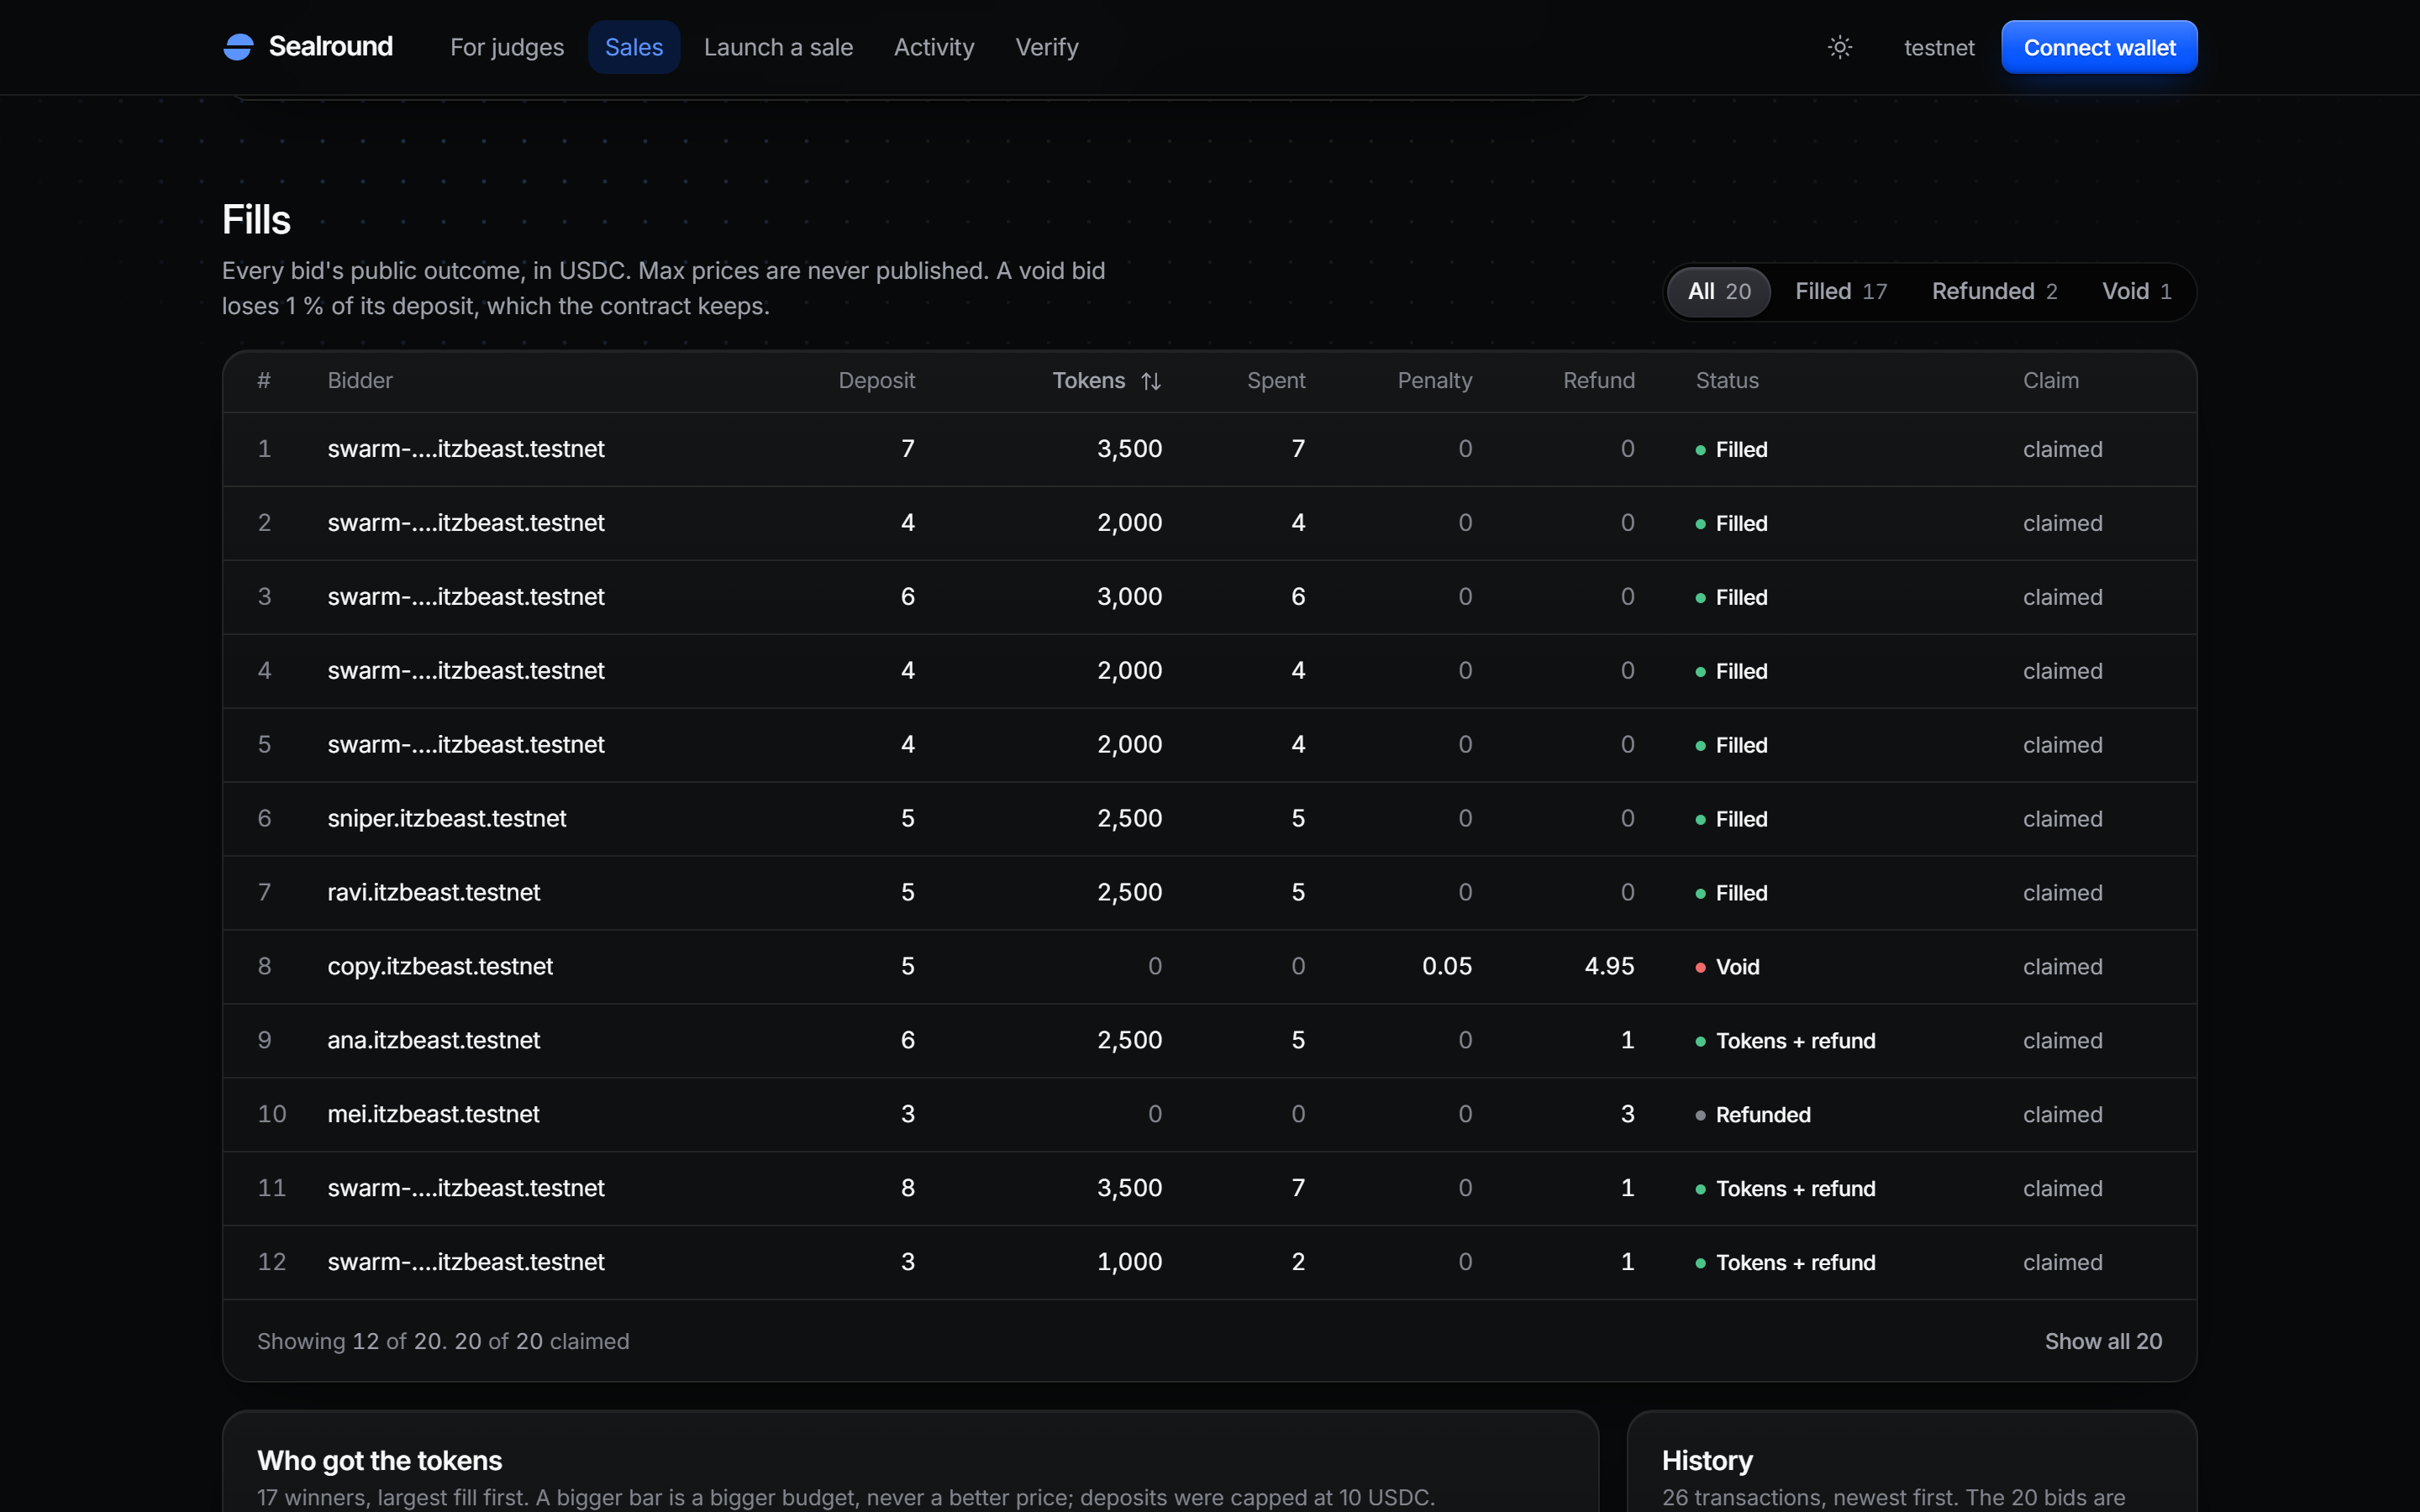 Sealround For judges Sales Launch a sale Activity Verify testnet Connect wallet
Fills
Every bid's public outcome, in USDC. Max prices are never published. A void bid
loses 1 % of its deposit, which the contract keeps.
All 20 Filled 17 Refunded 2 Void 1
# Bidder Deposit Tokens Spent Penalty Refund Status Claim
1 swarm-....itzbeast.testnet 7 3,500 7 0 0 Filled claimed
2 swarm-....itzbeast.testnet 4 2,000 4 0 0 Filled claimed
3 swarm-....itzbeast.testnet 6 3,000 6 0 0 Filled claimed
4 swarm-....itzbeast.testnet 4 2,000 4 0 0 Filled claimed
5 swarm-....itzbeast.testnet 4 2,000 4 0 0 Filled claimed
6 sniper.itzbeast.testnet 5 2,500 5 0 0 Filled claimed
7 ravi.itzbeast.testnet 5 2,500 5 0 0 Filled claimed
8 copy.itzbeast.testnet 5 0 0 0.05 4.95 Void claimed
9 ana.itzbeast.testnet 6 2,500 5 0 1 Tokens + refund claimed
10 mei.itzbeast.testnet 3 0 0 0 3 Refunded claimed
11 swarm-....itzbeast.testnet 8 3,500 7 0 1 Tokens + refund claimed
12 swarm-....itzbeast.testnet 3 1,000 2 0 1 Tokens + refund claimed
Showing 12 of 20. 20 of 20 claimed Show all 20
Who got the tokens
17 winners, largest fill first. A bigger bar is a bigger budget, never a better price; deposits were capped at 10 USDC.
History
26 transactions, newest first. The 20 bids are